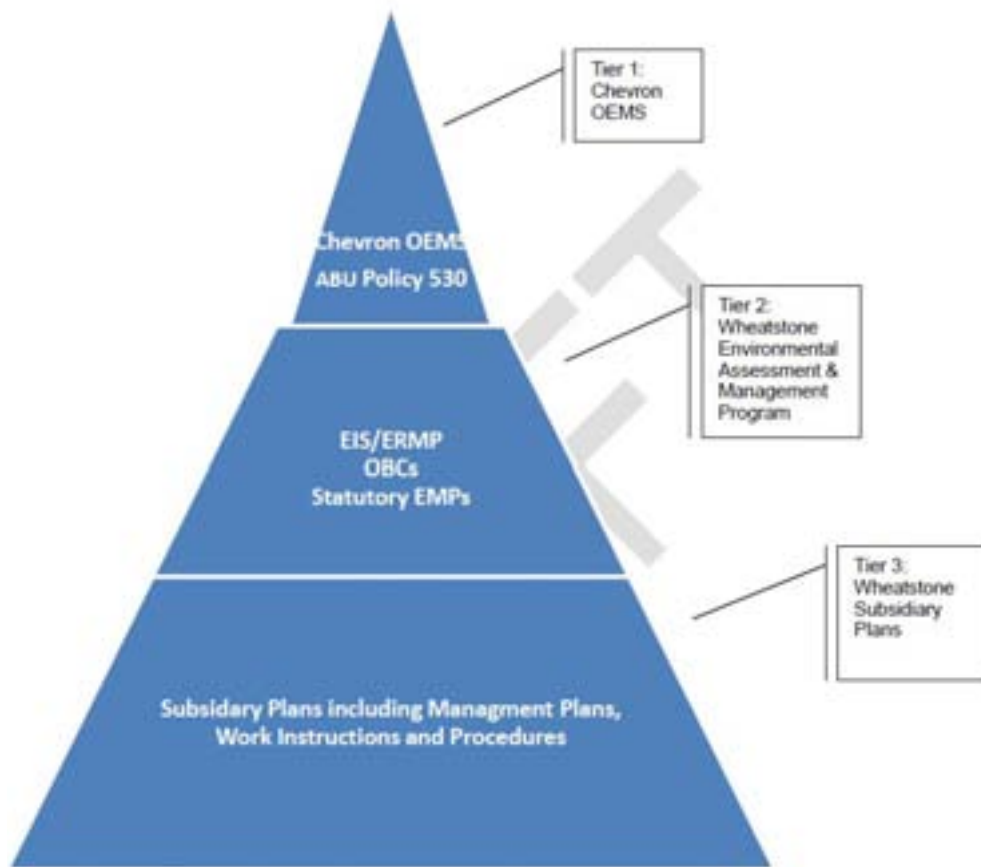 Tier 1:
Chevron
OEMS
Chevron OEMS
ABU Policy 530
Tier 2:
Wheatstone
Environmental
Assessment &
Management
Program
EIS/ERMP
OBCs
Statutory EMPs
Tier 3:
Wheatstone
Subsidiary
Plans
Subsidary Plans including Managment Plans,
Work Instructions and Procedures